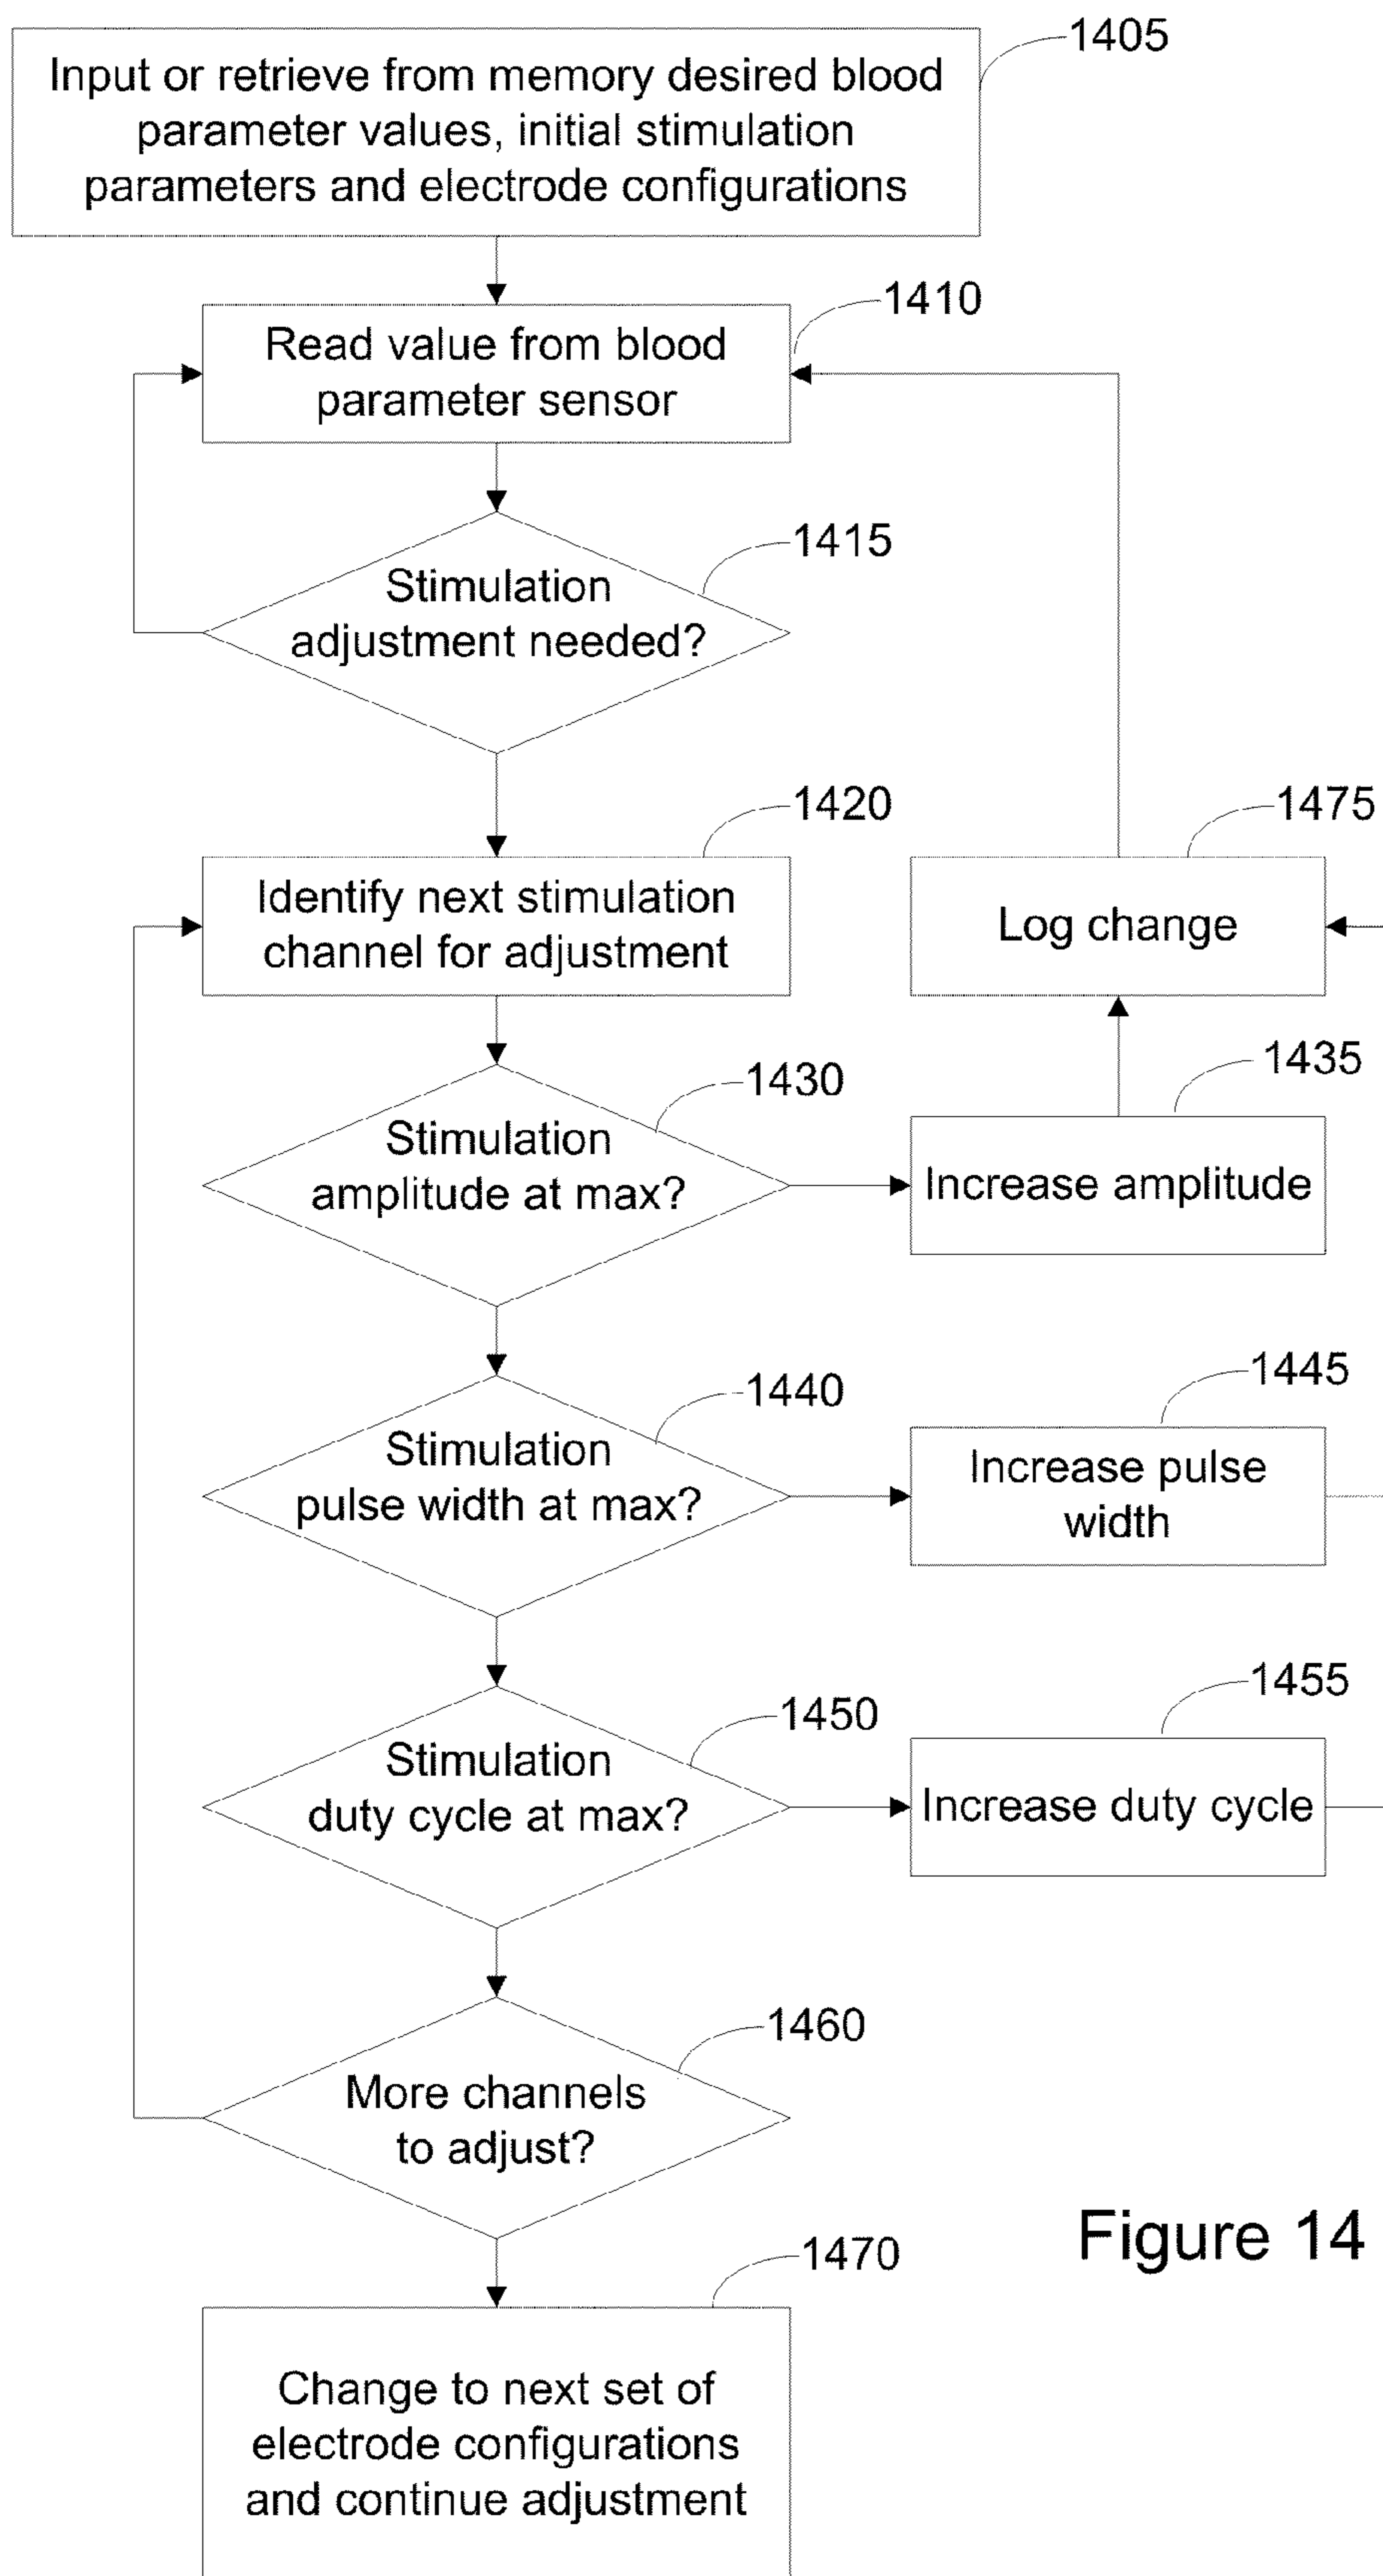 1405
Input or retrieve from memory desired blood
parameter values, initial stimulation
parameters and electrode configurations
1410
Read value from blood
parameter sensor
1415
Stimulation
adjustment needed?
1420
Identify next stimulation
channel for adjustment
1475
Log change
1430
Stimulation
amplitude at max?
1435
Increase amplitude
1440
Stimulation
pulse width at max?
1445
Increase pulse
width
1450
Stimulation
duty cycle at max?
1455
Increase duty cycle
1460
More channels
to adjust?
Figure 14
1470
Change to next set of
electrode configurations
and continue adjustment